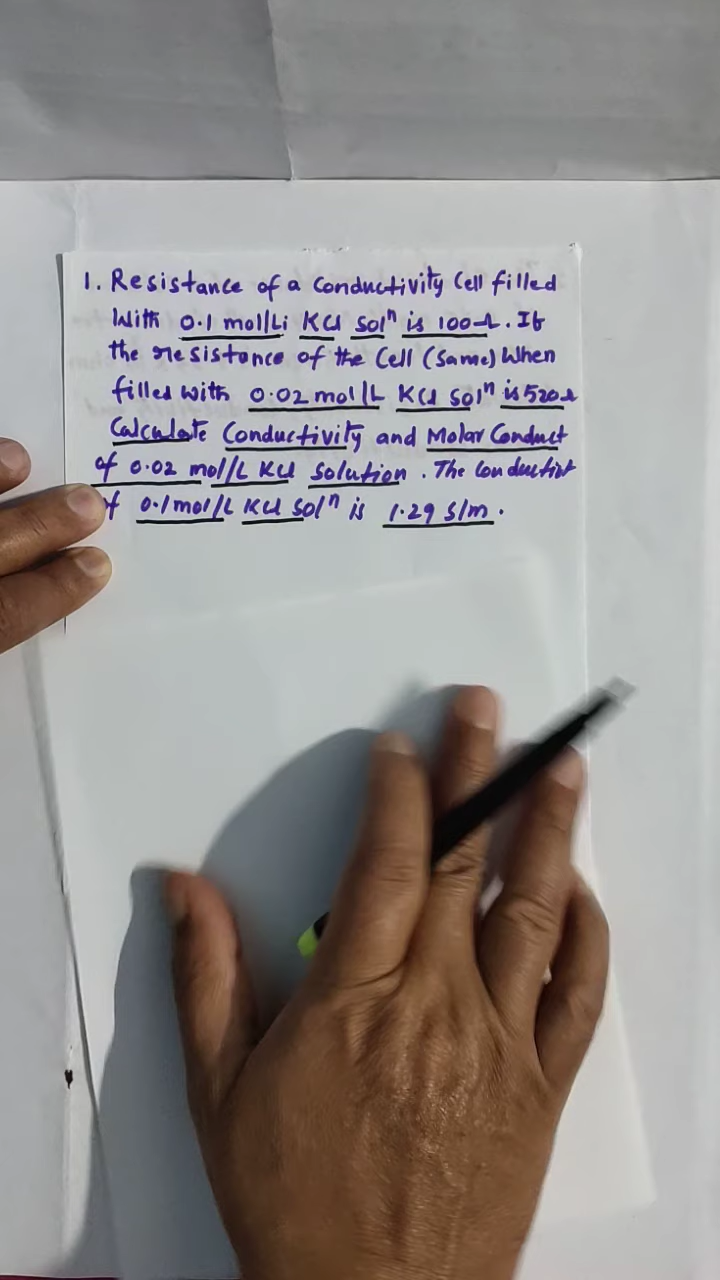 1. Resistance of a Conductivity Cell filled
With 0.1 mol/Li KCl Solⁿ is 100Ω. If
the resistance of the Cell (Same) When
filled with 0.02 mol/L KCl Solⁿ is 520Ω
Calculate Conductivity and Molar Conduct
of 0.02 mol/L KCl Solution. The Conductivt
of 0.1 mol/L KCl Solⁿ is 1.29 S/m.